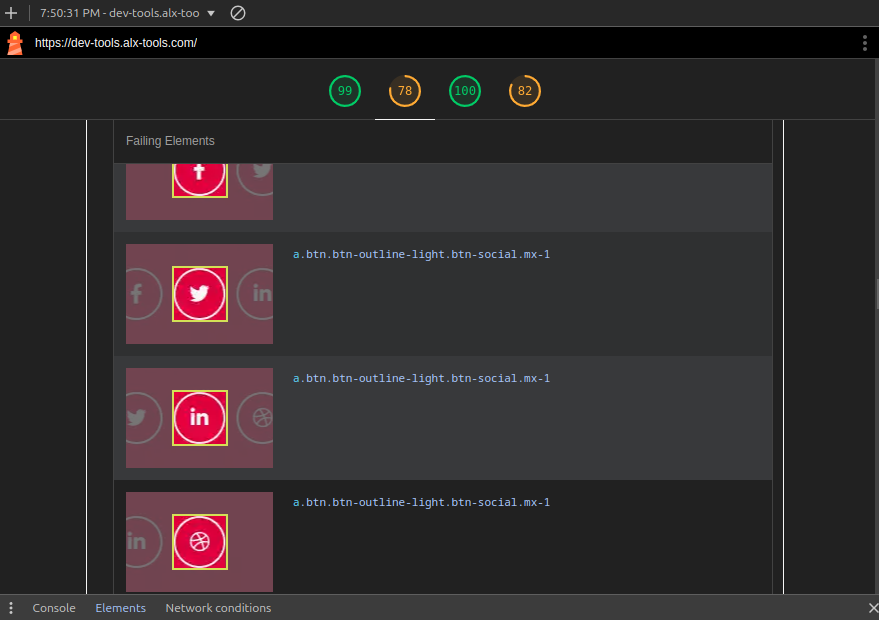 7:50:31 PM - dev-tools.alx-too
https://dev-tools.alx-tools.com/
99
78
100
82
Failing Elements
f
a.btn.btn-outline-light.btn-social.mx-1
f
in
a.btn.btn-outline-light.btn-social.mx-1
in
a.btn.btn-outline-light.btn-social.mx-1
in
Console Elements Network conditions